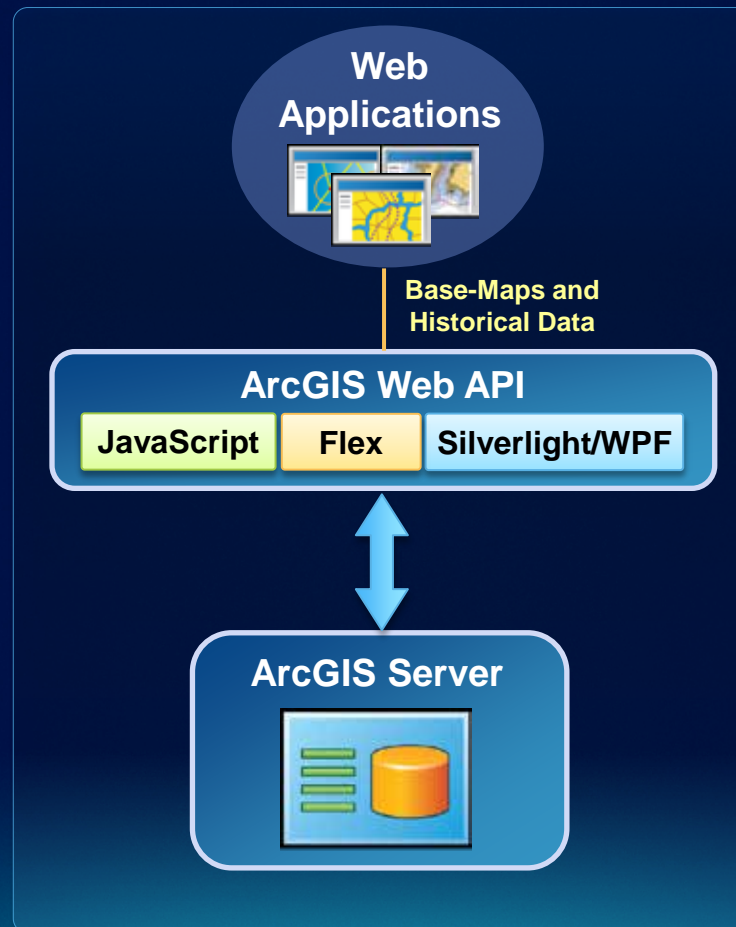 Web
Applications
Base-Maps and
Historical Data
ArcGIS Web API
JavaScript Flex Silverlight/WPF
ArcGIS Server